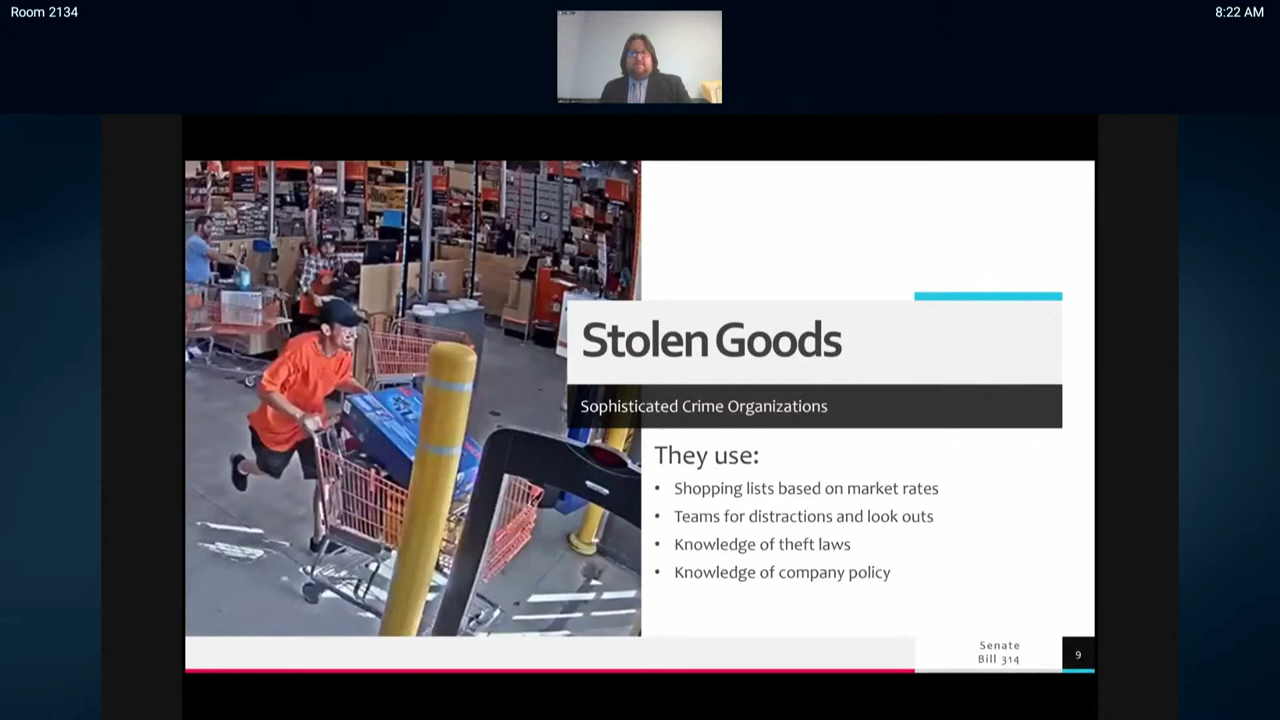 Room 2134
8:22 AM
Stolen Goods
Sophisticated Crime Organizations
They use:
• Shopping lists based on market rates
• Teams for distractions and look outs
• Knowledge of theft laws
• Knowledge of company policy
Senate
Bill 314
9